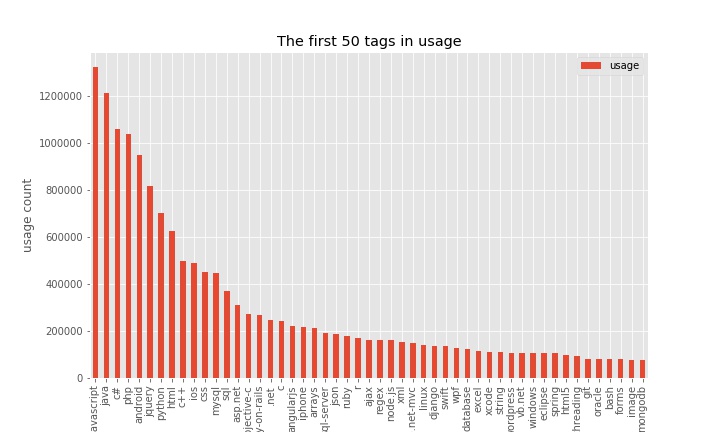 The first 50 tags in usage
usage
usage count
1200000
1000000
800000
600000
400000
200000
0
avascript
java
c#
php
android
jquery
python
html
c++
ios
css
mysql
sql
asp.net
bjective-c
y-on-rails
.net
c
angularjs
iphone
arrays
ql-server
json
ruby
r
ajax
regex
node.js
xml
.net-mvc
linux
django
swift
wpf
database
excel
xcode
string
ordpress
vb.net
windows
eclipse
spring
html5
hreading
git
oracle
bash
forms
image
mongodb